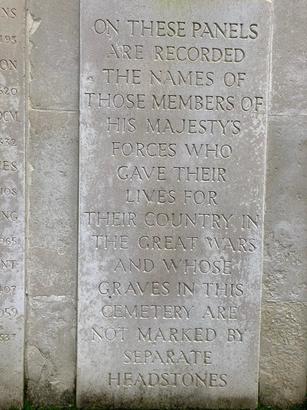 ON THESE PANELS
ARE RECORDED
THE NAMES OF
THOSE MEMBERS OF
HIS MAJESTY'S
FORCES WHO
GAVE THEIR
LIVES FOR
THEIR COUNTRY IN
THE GREAT WARS
AND WHOSE
GRAVES IN THIS
CEMETERY ARE
NOT MARKED BY
SEPARATE
HEADSTONES